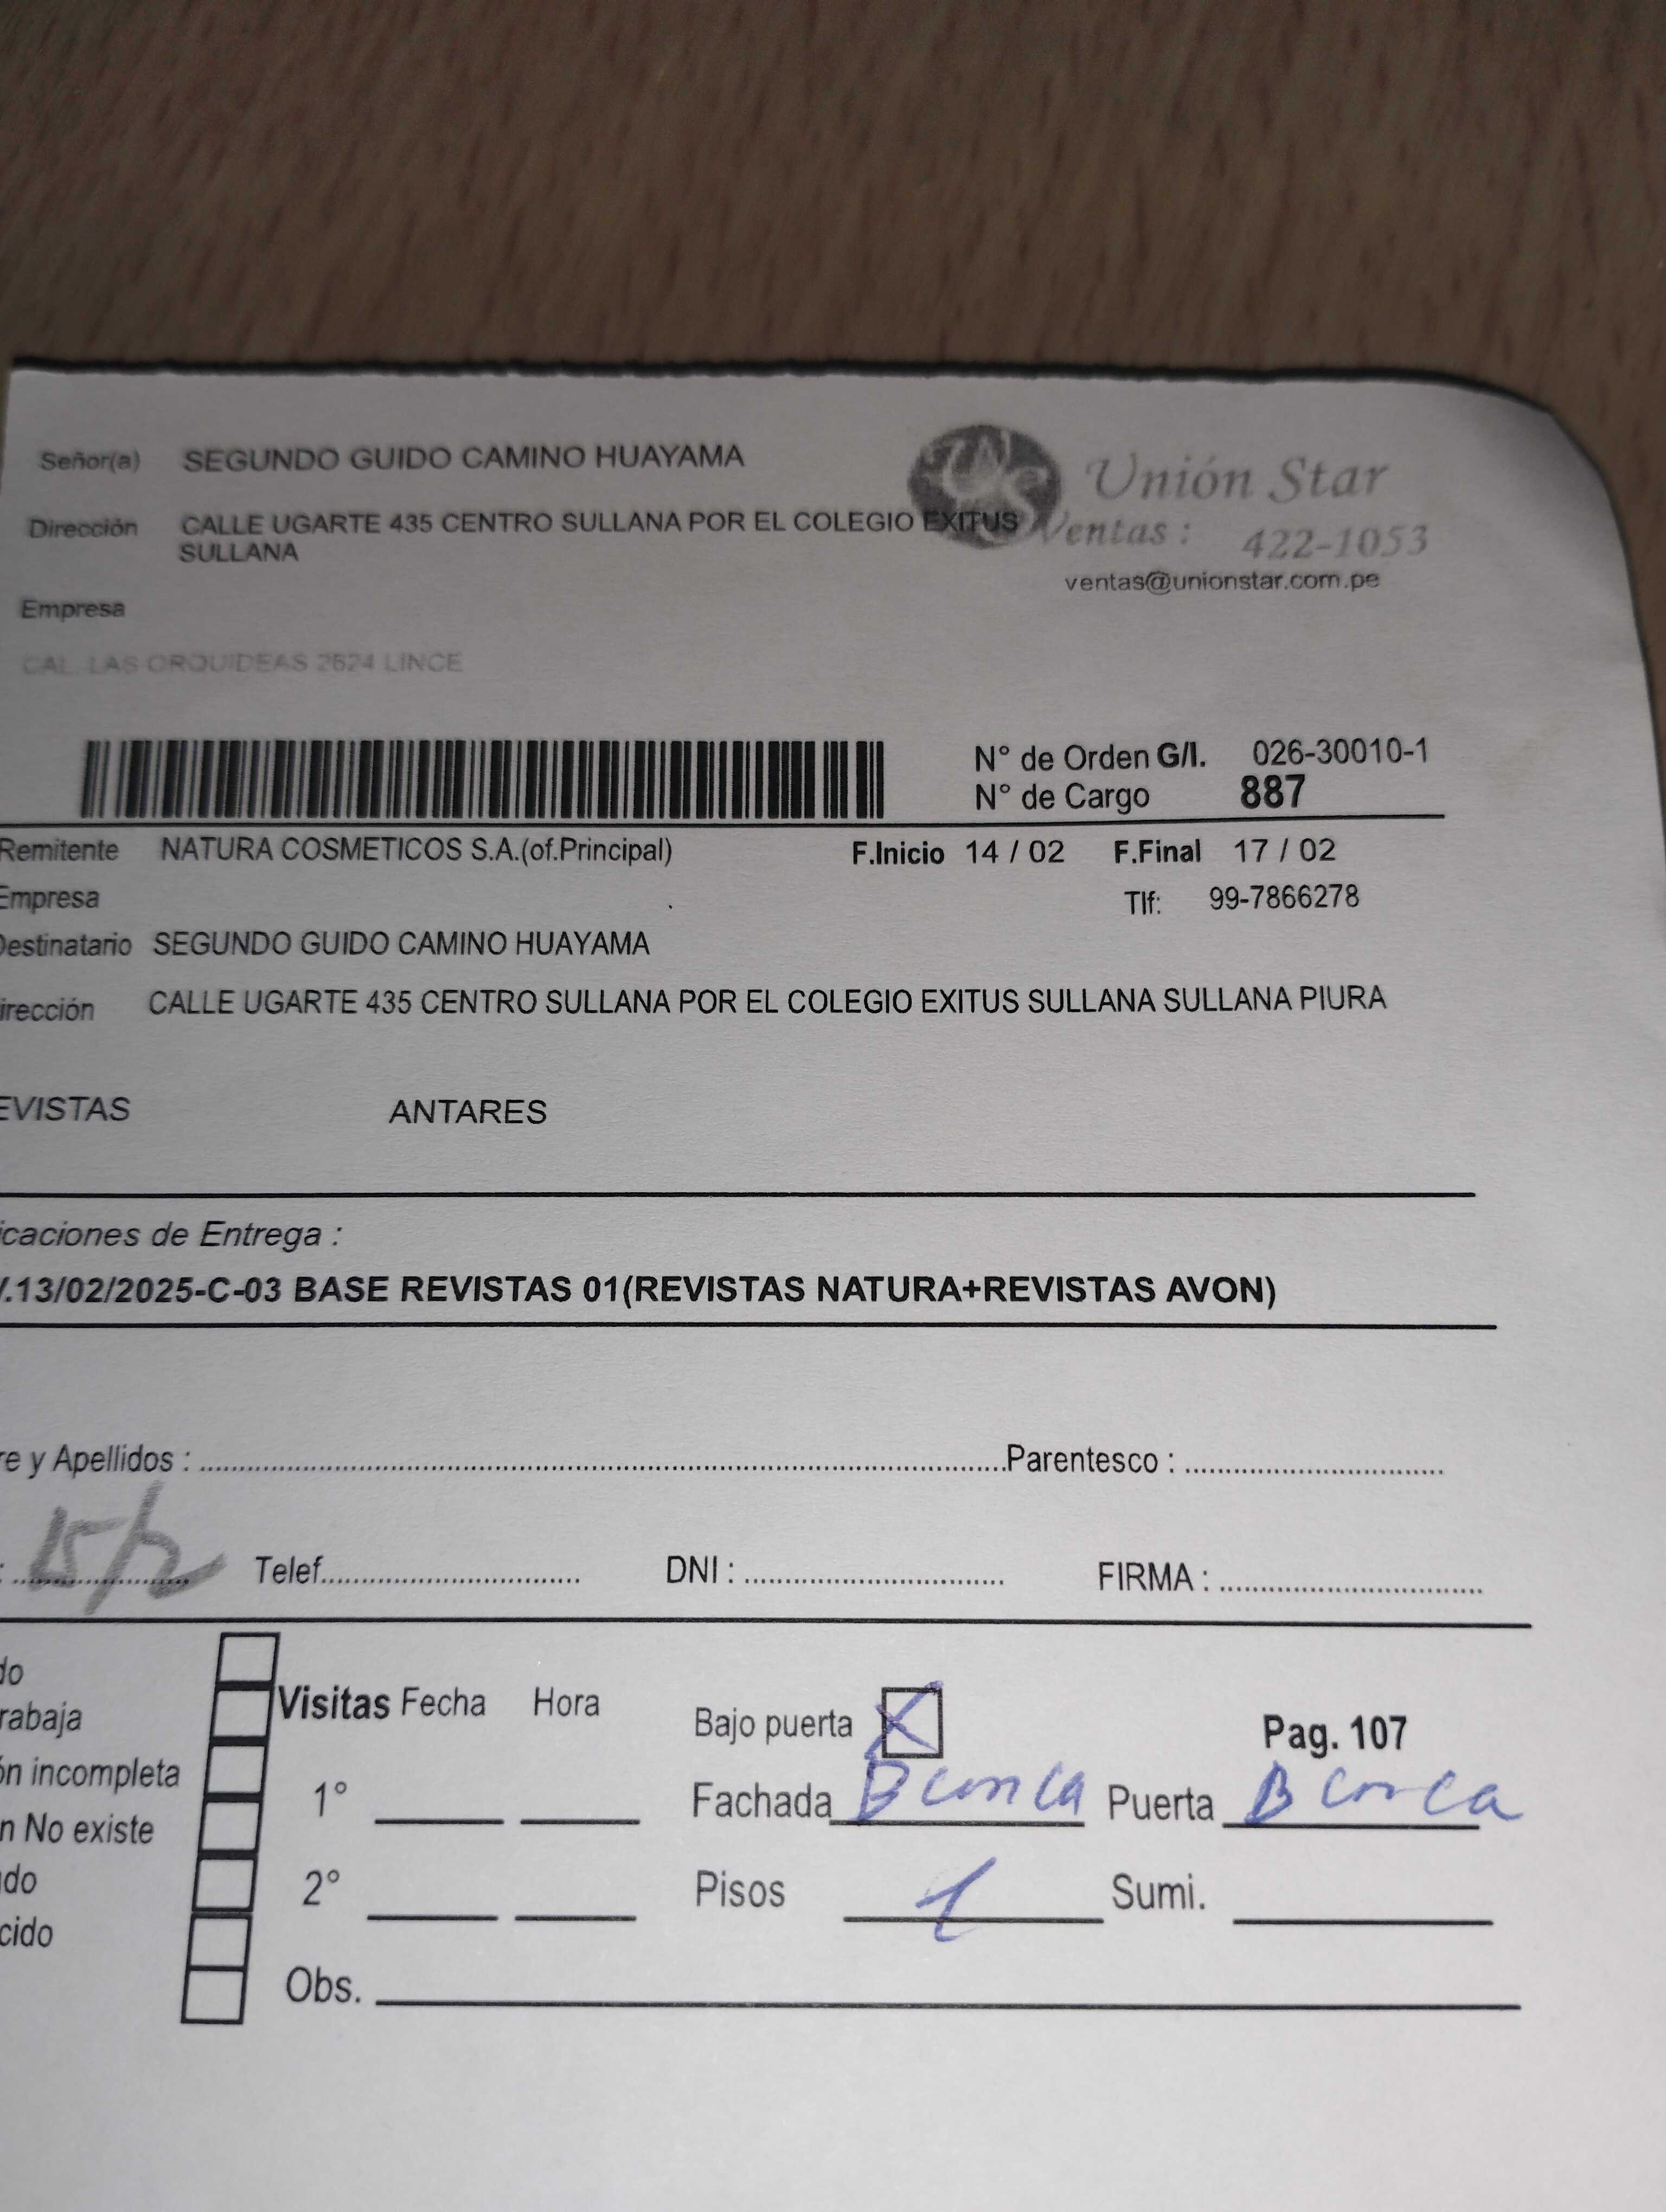 Señor(a) SEGUNDO GUIDO CAMINO HUAYAMA
Unión Star
Dirección CALLE UGARTE 435 CENTRO SULLANA POR EL COLEGIO EXITUS
SULLANA
Ventas : 422-1053
ventas@unionstar.com.pe
Empresa
CAL. LAS ORQUIDEAS 2624 LINCE
N° de Orden G/I. 026-30010-1
N° de Cargo 887
Remitente NATURA COSMETICOS S.A.(of.Principal) F.Inicio 14 / 02 F.Final 17 / 02
Empresa Tlf: 99-7866278
Destinatario SEGUNDO GUIDO CAMINO HUAYAMA
irección CALLE UGARTE 435 CENTRO SULLANA POR EL COLEGIO EXITUS SULLANA SULLANA PIURA
EVISTAS ANTARES
icaciones de Entrega :
/.13/02/2025-C-03 BASE REVISTAS 01(REVISTAS NATURA+REVISTAS AVON)
re y Apellidos : Parentesco :
: 15/2 Telef. DNI : FIRMA :
do
Visitas Fecha Hora Bajo puerta X Pag. 107
rabaja
ón incompleta
1° Fachada Blanca Puerta Blanca
n No existe
do
2° Pisos 1 Sumi.
cido
Obs.